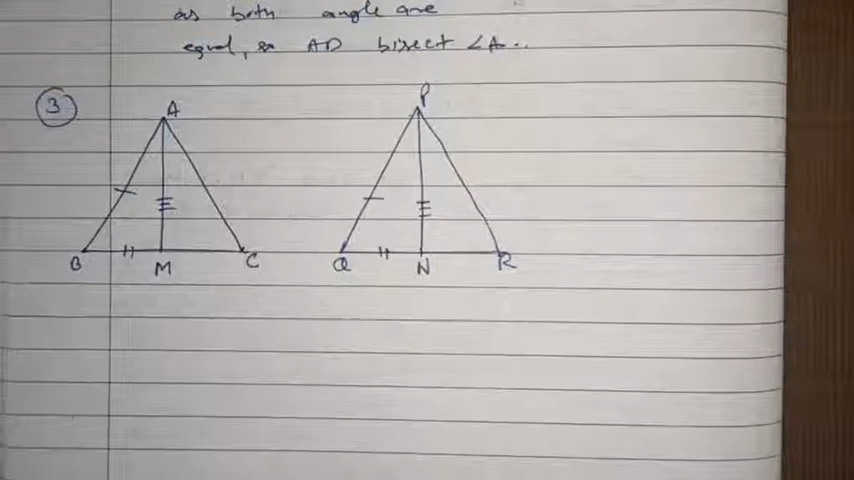 as both angle are
equal, so AD bisect ∠A..
3
A
P
B
M
C
Q
N
R